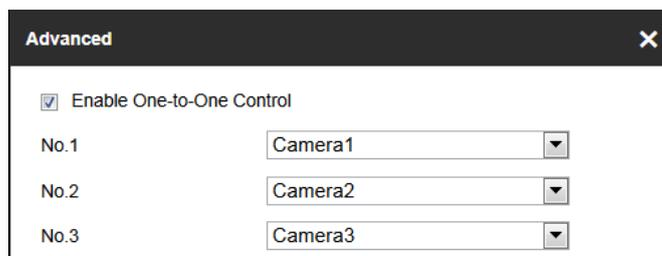 Advanced
Enable One-to-One Control
No.1 Camera1
No.2 Camera2
No.3 Camera3